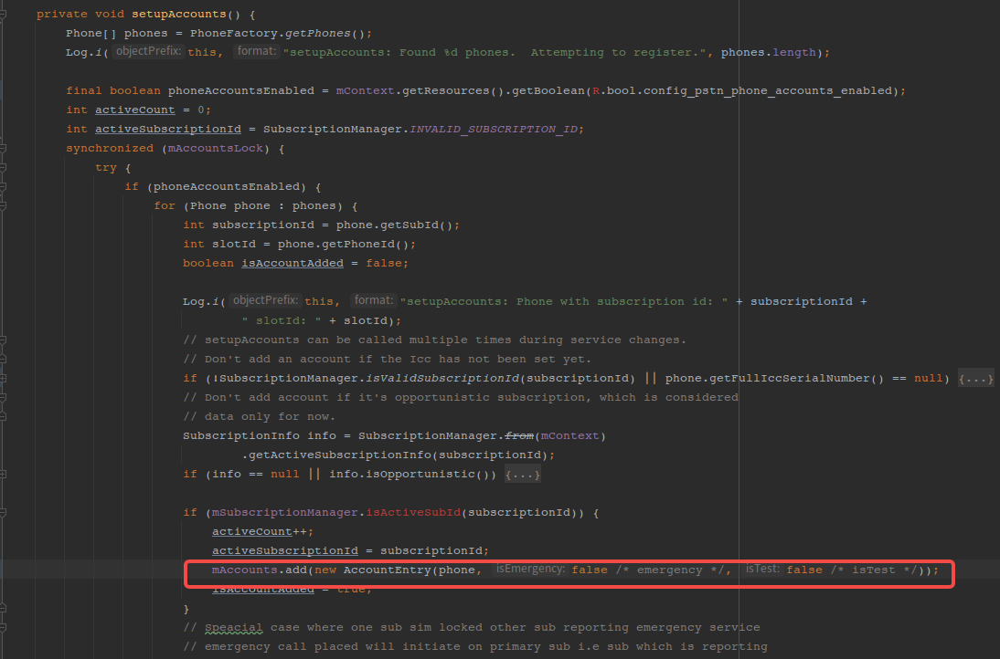 private void setupAccounts() {
Phone[] phones = PhoneFactory.getPhones();
Log.i( objectPrefix: this, format: "setupAccounts: Found %d phones.  Attempting to register.", phones.length);
final boolean phoneAccountsEnabled = mContext.getResources().getBoolean(R.bool.config_pstn_phone_accounts_enabled);
int activeCount = 0;
int activeSubscriptionId = SubscriptionManager.INVALID_SUBSCRIPTION_ID;
synchronized (mAccountsLock) {
try {
if (phoneAccountsEnabled) {
for (Phone phone : phones) {
int subscriptionId = phone.getSubId();
int slotId = phone.getPhoneId();
boolean isAccountAdded = false;
Log.i( objectPrefix: this, format: "setupAccounts: Phone with subscription id: " + subscriptionId +
" slotId: " + slotId);
// setupAccounts can be called multiple times during service changes.
// Don't add an account if the Icc has not been set yet.
if (!SubscriptionManager.isValidSubscriptionId(subscriptionId) || phone.getFullIccSerialNumber() == null) {...}
// Don't add account if it's opportunistic subscription, which is considered
// data only for now.
SubscriptionInfo info = SubscriptionManager.from(mContext)
.getActiveSubscriptionInfo(subscriptionId);
if (info == null || info.isOpportunistic()) {...}
if (mSubscriptionManager.isActiveSubId(subscriptionId)) {
activeCount++;
activeSubscriptionId = subscriptionId;
mAccounts.add(new AccountEntry(phone, isEmergency: false /* emergency */, isTest: false /* isTest */));
isAccountAdded = true;
}
// Speacial case where one sub sim locked other sub reporting emergency service
// emergency call placed will initiate on primary sub i.e sub which is reporting